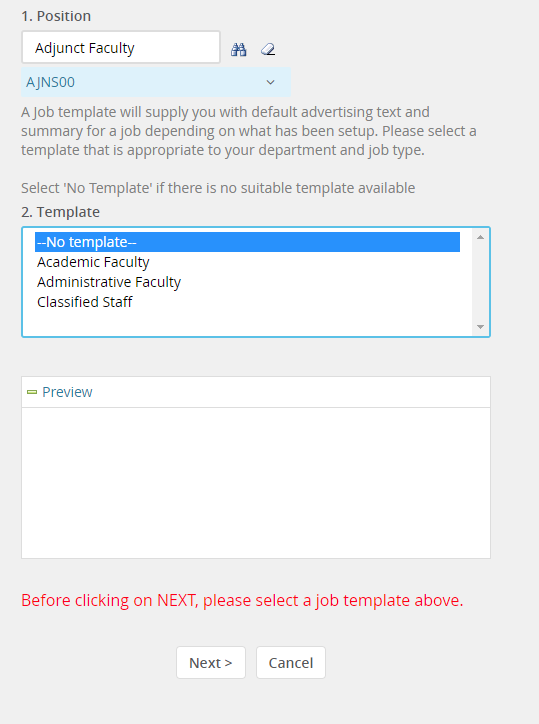 1. Position
Adjunct Faculty
AJNS00
A Job template will supply you with default advertising text and
summary for a job depending on what has been setup. Please select a
template that is appropriate to your department and job type.
Select 'No Template' if there is no suitable template available
2. Template
--No template--
Academic Faculty
Administrative Faculty
Classified Staff
Preview
Before clicking on NEXT, please select a job template above.
Next >
Cancel